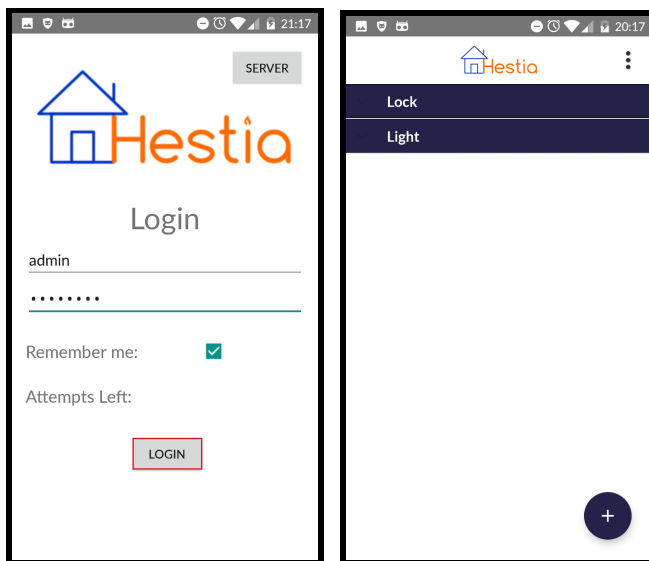 21:17
SERVER
Hestia
Login
admin
••••••••
Remember me:
Attempts Left:
LOGIN
20:17
Hestia
Lock
Light
+